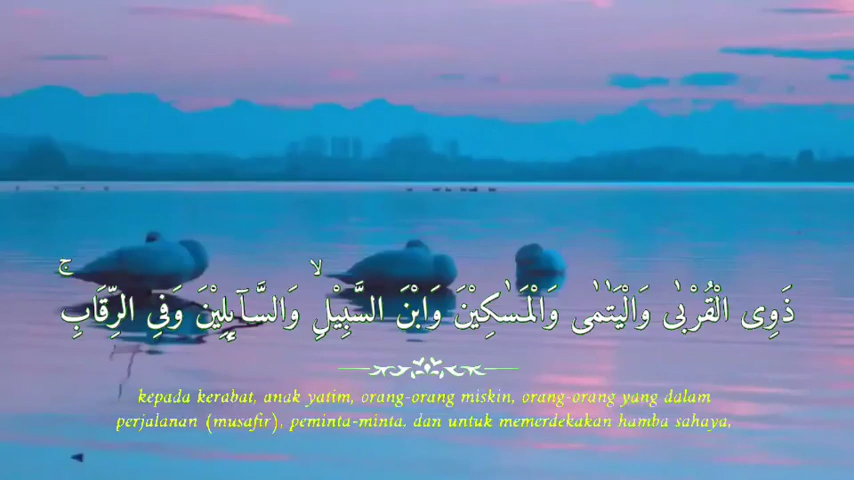 ذَوِى الْقُرْبٰى وَالْيَتٰمٰى وَالْمَسٰكِيْنَ وَابْنَ السَّبِيْلِ ۙ وَالسَّاۤىِٕلِيْنَ وَفِى الرِّقَابِ ۚ
kepada kerabat, anak yatim, orang-orang miskin, orang-orang yang dalam
perjalanan (musafir), peminta-minta. dan untuk memerdekakan hamba sahaya,